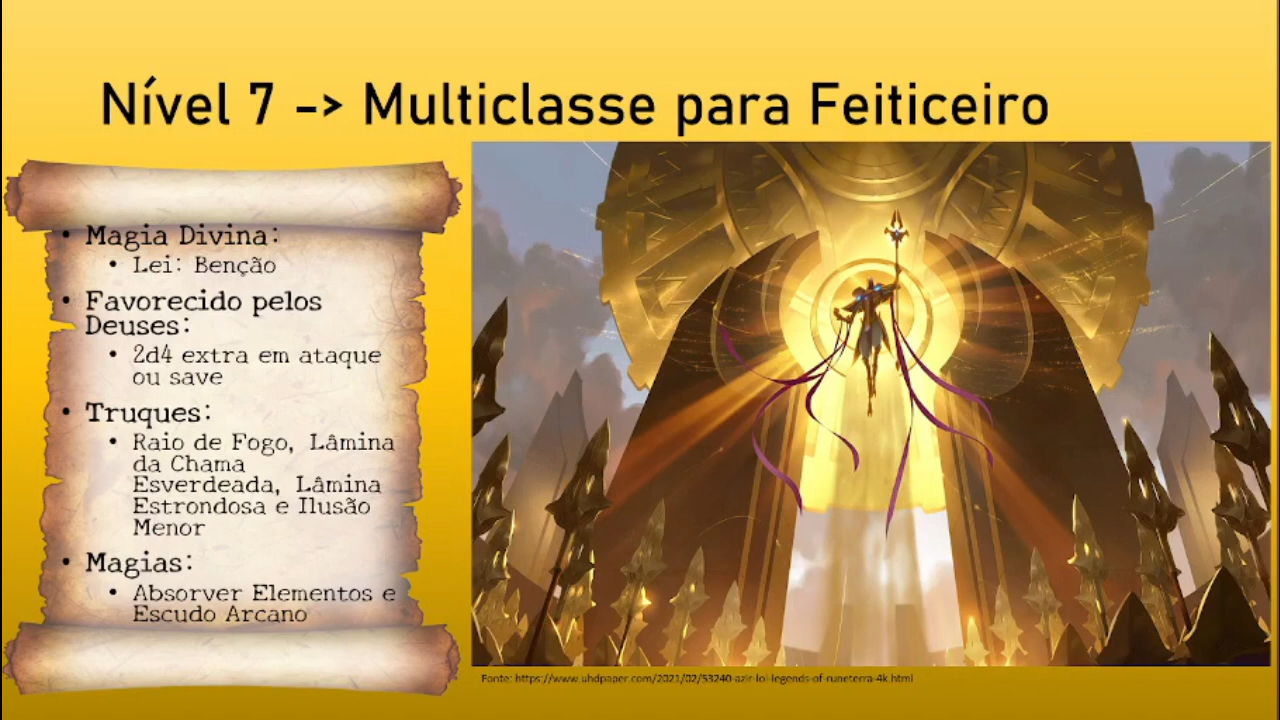 Nível 7 -> Multiclasse para Feiticeiro
• Magia Divina:
• Lei: Benção
• Favorecido pelos
Deuses:
• 2d4 extra em ataque
ou save
• Truques:
• Raio de Fogo, Lâmina
da Chama
Esverdeada, Lâmina
Estrondosa e Ilusão
Menor
• Magias:
• Absorver Elementos e
Escudo Arcano
Fonte: https://www.uhdpaper.com/2021/02/53240-azir-lol-legends-of-runeterra-4k.html